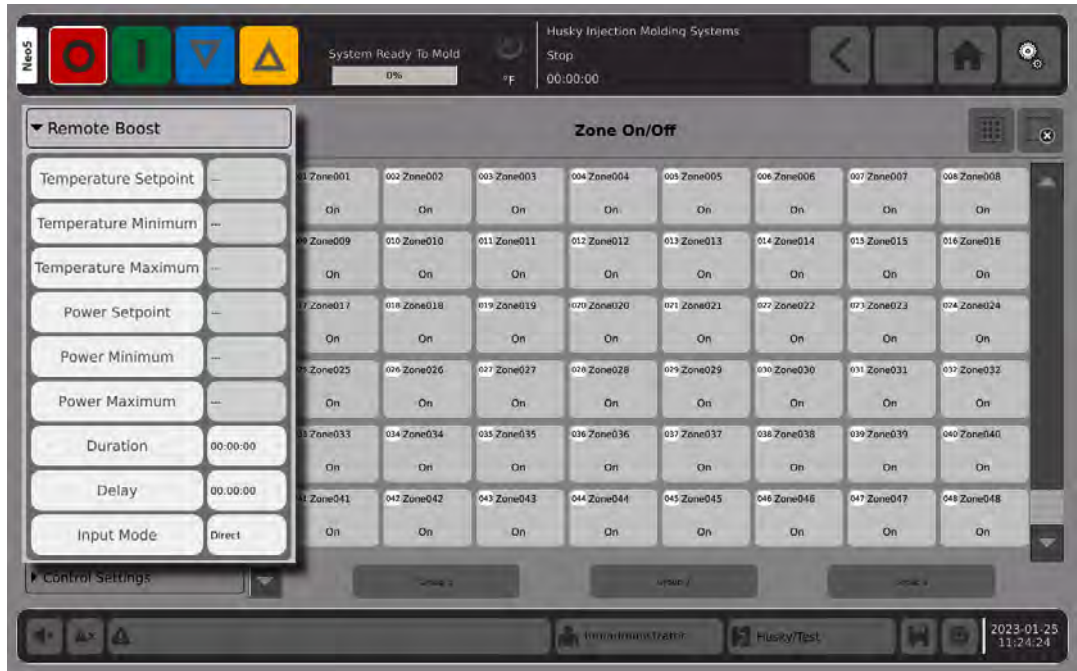 Neo5
System Ready To Mold
0%
°F
Husky Injection Molding Systems
Stop
00:00:00
Remote Boost
Zone On/Off
Temperature Setpoint ---
Temperature Minimum ---
Temperature Maximum ---
Power Setpoint ---
Power Minimum ---
Power Maximum ---
Duration 00:00:00
Delay 00:00:00
Input Mode Direct
Zone001 002 Zone002 003 Zone003 004 Zone004 005 Zone005 006 Zone006 007 Zone007 008 Zone008
On On On On On On On On
Zone009 010 Zone010 011 Zone011 012 Zone012 013 Zone013 014 Zone014 015 Zone015 016 Zone016
On On On On On On On On
Zone017 018 Zone018 019 Zone019 020 Zone020 021 Zone021 022 Zone022 023 Zone023 024 Zone024
On On On On On On On On
Zone025 026 Zone026 027 Zone027 028 Zone028 029 Zone029 030 Zone030 031 Zone031 032 Zone032
On On On On On On On On
Zone033 034 Zone034 035 Zone035 036 Zone036 037 Zone037 038 Zone038 039 Zone039 040 Zone040
On On On On On On On On
Zone041 042 Zone042 043 Zone043 044 Zone044 045 Zone045 046 Zone046 047 Zone047 048 Zone048
On On On On On On On On
Control Settings
Husky/Test
2023-01-25
11:24:24